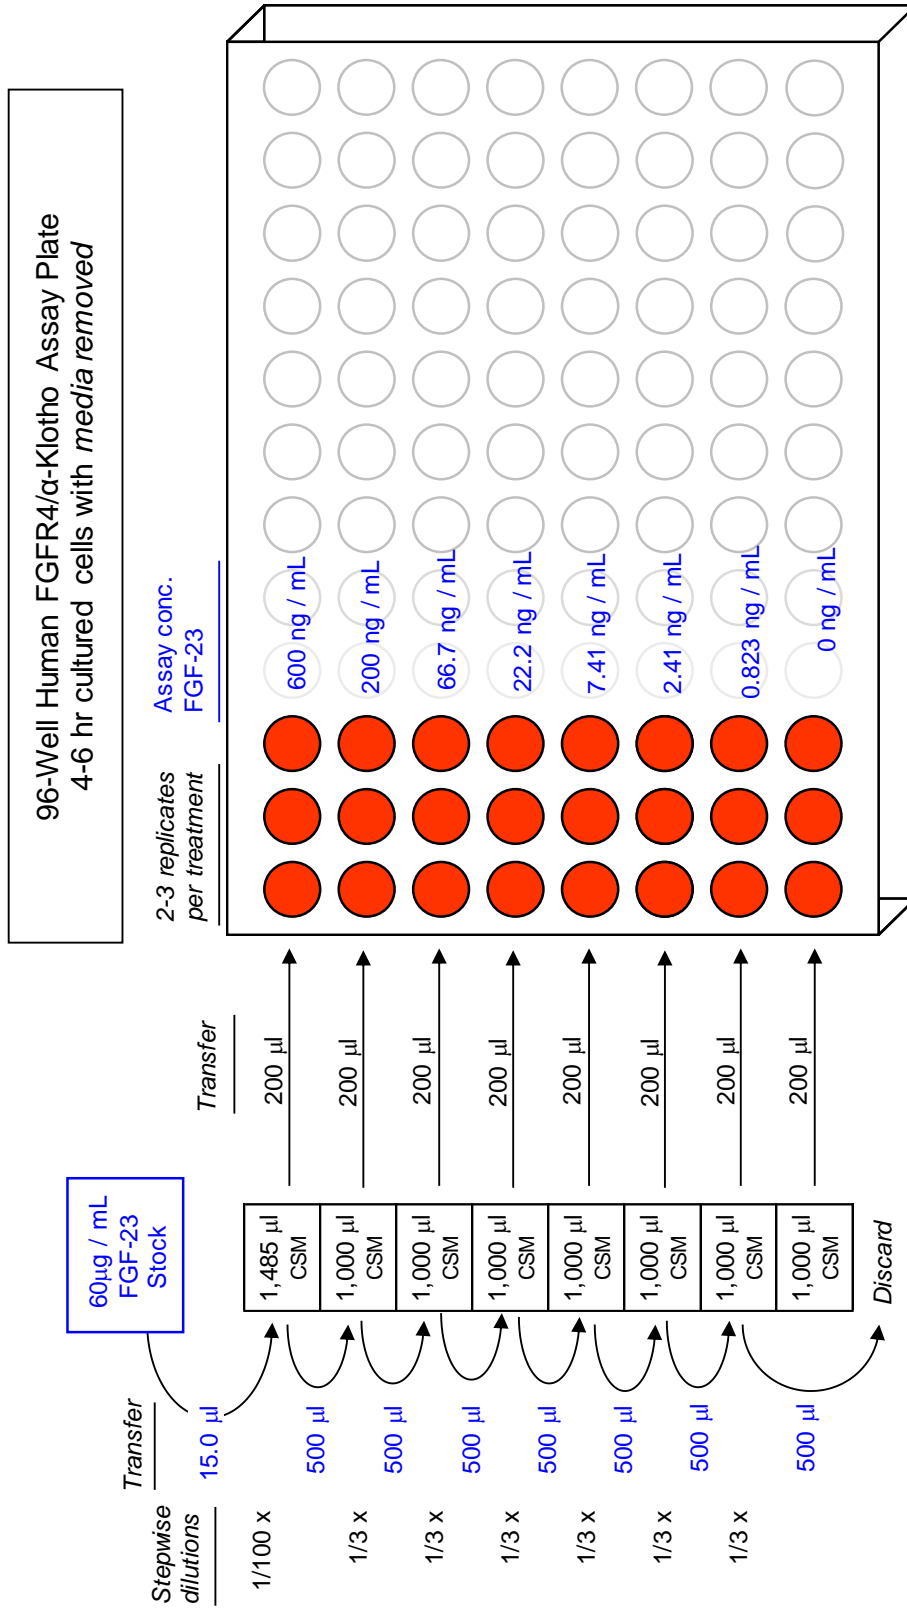 96-Well Human FGFR4/α-Klotho Assay Plate
4-6 hr cultured cells with media removed
Stepwise
dilutions
Transfer
60µg / mL
FGF-23
Stock
Transfer
2-3 replicates
per treatment
Assay conc.
FGF-23
15.0 µl
1/100 x
1,485 µl
CSM
200 µl
600 ng / mL
500 µl
1/3 x
1,000 µl
CSM
200 µl
200 ng / mL
500 µl
1/3 x
1,000 µl
CSM
200 µl
66.7 ng / mL
500 µl
1/3 x
1,000 µl
CSM
200 µl
22.2 ng / mL
500 µl
1/3 x
1,000 µl
CSM
200 µl
7.41 ng / mL
500 µl
1/3 x
1,000 µl
CSM
200 µl
2.41 ng / mL
500 µl
1/3 x
1,000 µl
CSM
200 µl
0.823 ng / mL
500 µl
1,000 µl
CSM
200 µl
0 ng / mL
Discard